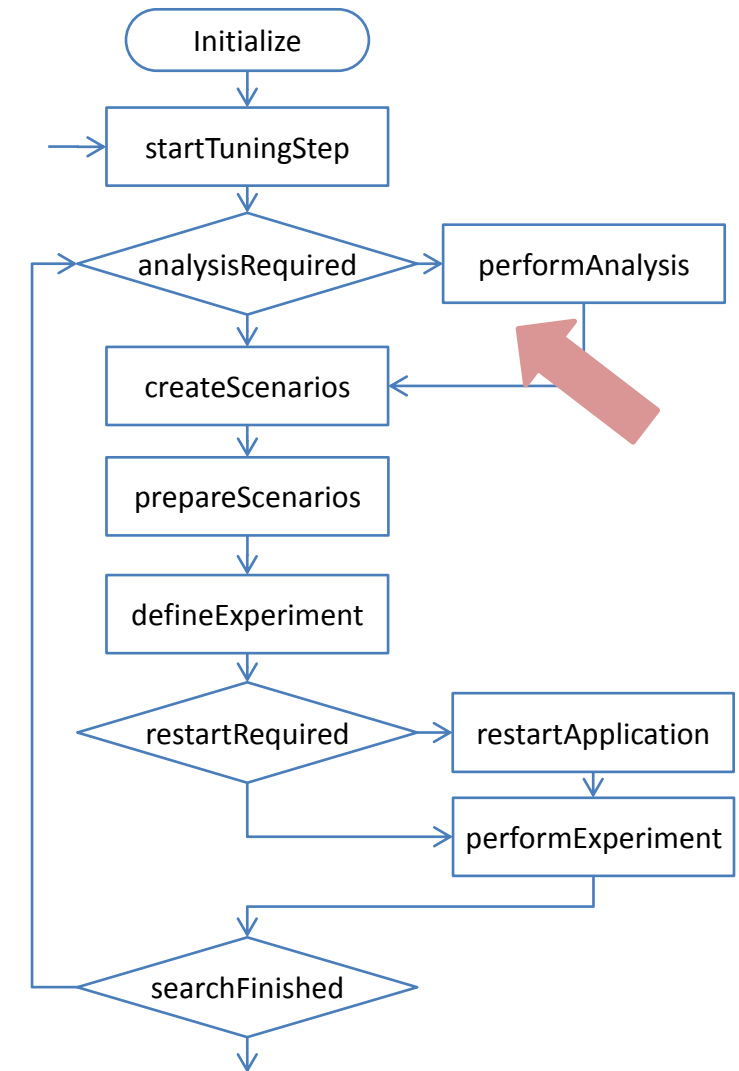 Initialize
startTuningStep
analysisRequired
performAnalysis
createScenarios
prepareScenarios
defineExperiment
restartRequired
restartApplication
performExperiment
searchFinished